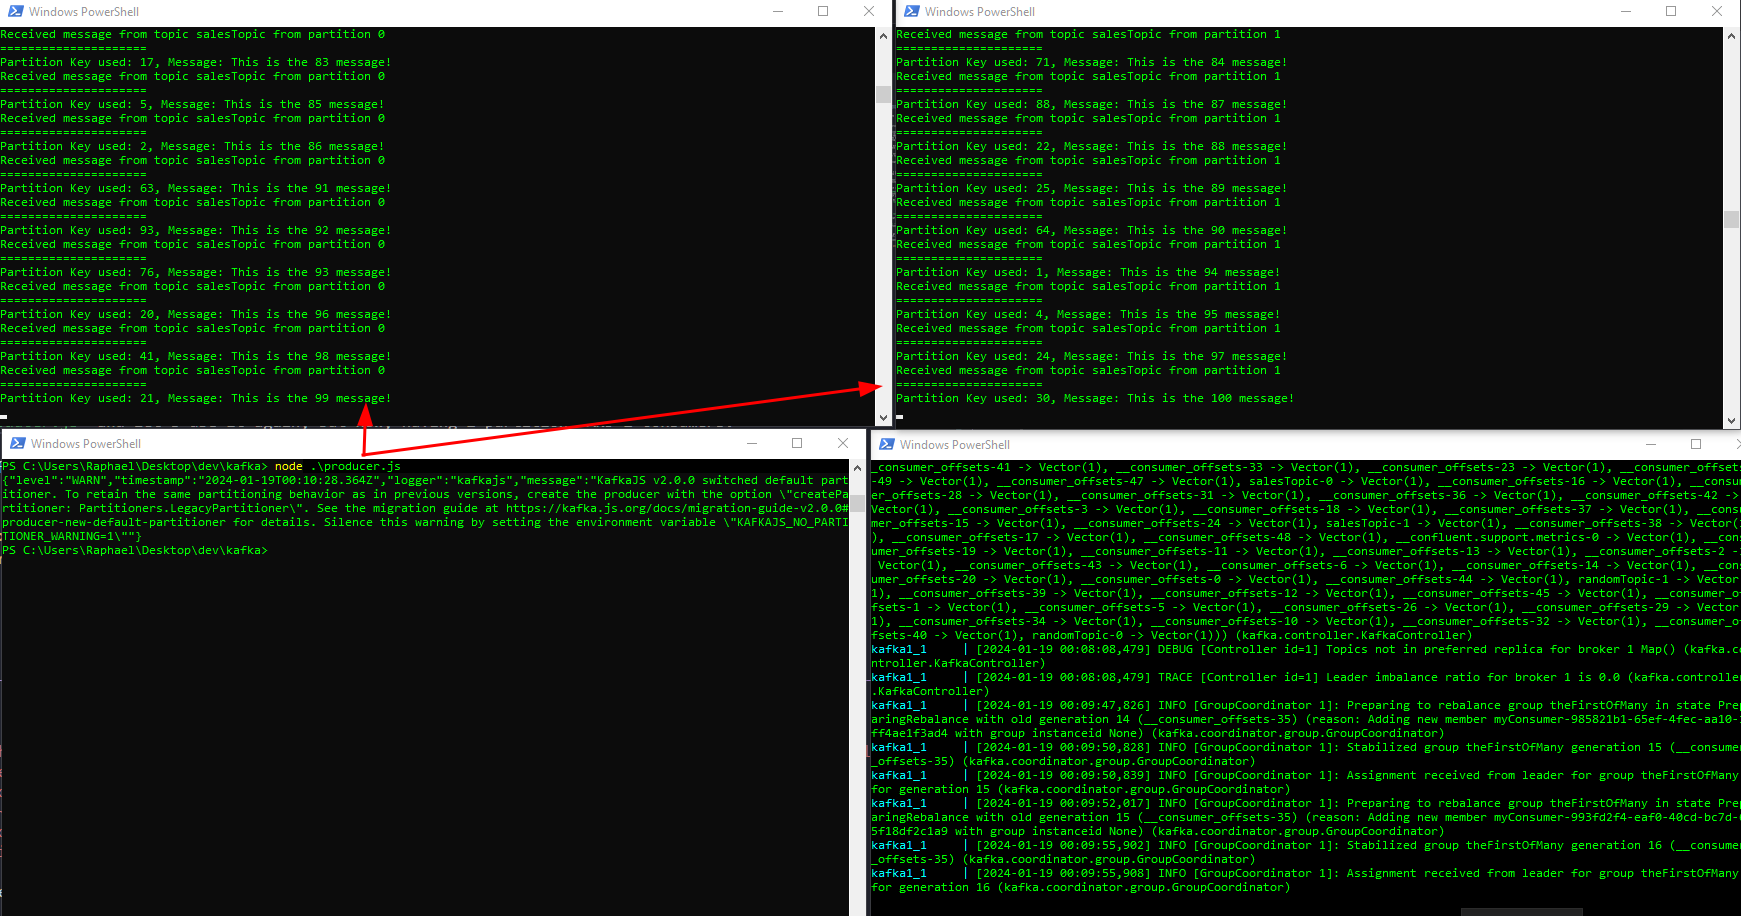 Windows PowerShell
Received message from topic salesTopic from partition 0
=====================
Partition Key used: 17, Message: This is the 83 message!
Received message from topic salesTopic from partition 0
=====================
Partition Key used: 5, Message: This is the 85 message!
Received message from topic salesTopic from partition 0
=====================
Partition Key used: 2, Message: This is the 86 message!
Received message from topic salesTopic from partition 0
=====================
Partition Key used: 63, Message: This is the 91 message!
Received message from topic salesTopic from partition 0
=====================
Partition Key used: 93, Message: This is the 92 message!
Received message from topic salesTopic from partition 0
=====================
Partition Key used: 76, Message: This is the 93 message!
Received message from topic salesTopic from partition 0
=====================
Partition Key used: 20, Message: This is the 96 message!
Received message from topic salesTopic from partition 0
=====================
Partition Key used: 41, Message: This is the 98 message!
Received message from topic salesTopic from partition 0
=====================
Partition Key used: 21, Message: This is the 99 message!
Windows PowerShell
Received message from topic salesTopic from partition 1
=====================
Partition Key used: 71, Message: This is the 84 message!
Received message from topic salesTopic from partition 1
=====================
Partition Key used: 88, Message: This is the 87 message!
Received message from topic salesTopic from partition 1
=====================
Partition Key used: 22, Message: This is the 88 message!
Received message from topic salesTopic from partition 1
=====================
Partition Key used: 25, Message: This is the 89 message!
Received message from topic salesTopic from partition 1
=====================
Partition Key used: 64, Message: This is the 90 message!
Received message from topic salesTopic from partition 1
=====================
Partition Key used: 1, Message: This is the 94 message!
Received message from topic salesTopic from partition 1
=====================
Partition Key used: 4, Message: This is the 95 message!
Received message from topic salesTopic from partition 1
=====================
Partition Key used: 24, Message: This is the 97 message!
Received message from topic salesTopic from partition 1
=====================
Partition Key used: 30, Message: This is the 100 message!
Windows PowerShell
PS C:\Users\Raphael\Desktop\dev\kafka> node .\producer.js
{"level":"WARN","timestamp":"2024-01-19T00:10:28.364Z","logger":"kafkajs","message":"KafkaJS v2.0.0 switched default part
itioner. To retain the same partitioning behavior as in previous versions, create the producer with the option \"createPa
rtitioner: Partitioners.LegacyPartitioner\". See the migration guide at https://kafka.js.org/docs/migration-guide-v2.0.0#
producer-new-default-partitioner for details. Silence this warning by setting the environment variable \"KAFKAJS_NO_PARTI
TIONER_WARNING=1\""}
PS C:\Users\Raphael\Desktop\dev\kafka>
Windows PowerShell
__consumer_offsets-41 -> Vector(1), __consumer_offsets-33 -> Vector(1), __consumer_offsets-23 -> Vector(1),
-49 -> Vector(1), __consumer_offsets-47 -> Vector(1), salesTopic-0 -> Vector(1), __consumer_offsets-16 -> Vec
er_offsets-28 -> Vector(1), __consumer_offsets-31 -> Vector(1), __consumer_offsets-36 -> Vector(1), __consume
ffsets-3 -> Vector(1), __consumer_offsets-18 -> Vector(1), __consumer_offsets-37 -> Vector(1), __consu
umer_offsets-15 -> Vector(1), __consumer_offsets-24 -> Vector(1), salesTopic-1 -> Vector(1), __consumer_offsets-38 -> Vector(1
), __consumer_offsets-17 -> Vector(1), __consumer_offsets-48 -> Vector(1), __confluent.support.metrics-0 -> Vector(1), __consu
umer_offsets-19 -> Vector(1), __consumer_offsets-11 -> Vector(1), __consumer_offsets-13 -> Vector(1), __consumer_offsets-2 -
Vector(1), __consumer_offsets-43 -> Vector(1), __consumer_offsets-6 -> Vector(1), __consumer_offsets-14 -> Vector(1), __cons
umer_offsets-20 -> Vector(1), __consumer_offsets-0 -> Vector(1), __consumer_offsets-44 -> Vector(1), randomTopic-1 -> Vector
1), __consumer_offsets-39 -> Vector(1), __consumer_offsets-12 -> Vector(1), __consumer_offsets-45 -> Vector(1), __consumer_o
fsets-1 -> Vector(1), __consumer_offsets-5 -> Vector(1), __consumer_offsets-26 -> Vector(1), __consumer_offsets-29 -> Vector
1), __consumer_offsets-34 -> Vector(1), __consumer_offsets-10 -> Vector(1), __consumer_offsets-32 -> Vector(1), __consumer_o
fsets-40 -> Vector(1), randomTopic-0 -> Vector(1))) (kafka.controller.KafkaController)
kafka1_1 | [2024-01-19 00:08:08,479] DEBUG [Controller id=1] Topics not in preferred replica for broker 1 Map() (kafka.co
ntroller.KafkaController)
kafka1_1 | [2024-01-19 00:08:08,479] TRACE [Controller id=1] Leader imbalance ratio for broker 1 is 0.0 (kafka.controller
.KafkaController)
kafka1_1 | [2024-01-19 00:09:47,826] INFO [GroupCoordinator 1]: Preparing to rebalance group theFirstOfMany in state Prep
aringRebalance with old generation 14 (__consumer_offsets-35) (reason: Adding new member myConsumer-985821b1-65ef-4fec-aa10-
ff4ae1f3ad4 with group instanceid None) (kafka.coordinator.group.GroupCoordinator)
kafka1_1 | [2024-01-19 00:09:50,828] INFO [GroupCoordinator 1]: Stabilized group theFirstOfMany generation 15 (__consumer
_offsets-35) (kafka.coordinator.group.GroupCoordinator)
kafka1_1 | [2024-01-19 00:09:50,839] INFO [GroupCoordinator 1]: Assignment received from leader for group theFirstOfMany
for generation 15 (kafka.coordinator.group.GroupCoordinator)
kafka1_1 | [2024-01-19 00:09:52,017] INFO [GroupCoordinator 1]: Preparing to rebalance group theFirstOfMany in state Prep
aringRebalance with old generation 15 (__consumer_offsets-35) (reason: Adding new member myConsumer-993fd2f4-eaf0-40cd-bc7d-
5f18df2c1a9 with group instanceid None) (kafka.coordinator.group.GroupCoordinator)
kafka1_1 | [2024-01-19 00:09:55,902] INFO [GroupCoordinator 1]: Stabilized group theFirstOfMany generation 16 (__consumer
_offsets-35) (kafka.coordinator.group.GroupCoordinator)
kafka1_1 | [2024-01-19 00:09:55,908] INFO [GroupCoordinator 1]: Assignment received from leader for group theFirstOfMany
for generation 16 (kafka.coordinator.group.GroupCoordinator)